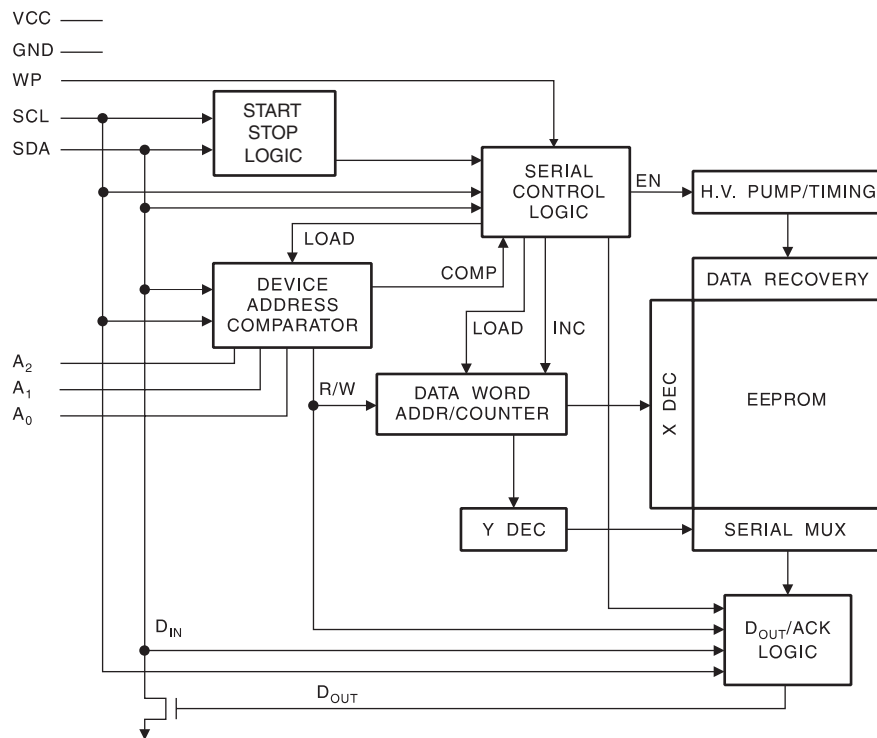 VCC
GND
WP
SCL
SDA
START
STOP
LOGIC
SERIAL
CONTROL
LOGIC
EN
H.V. PUMP/TIMING
LOAD
COMP
DEVICE
ADDRESS
COMPARATOR
LOAD
INC
DATA RECOVERY
A2
A1
A0
R/W
DATA WORD
ADDR/COUNTER
X DEC
EEPROM
Y DEC
SERIAL MUX
DIN
DOUT/ACK
LOGIC
DOUT